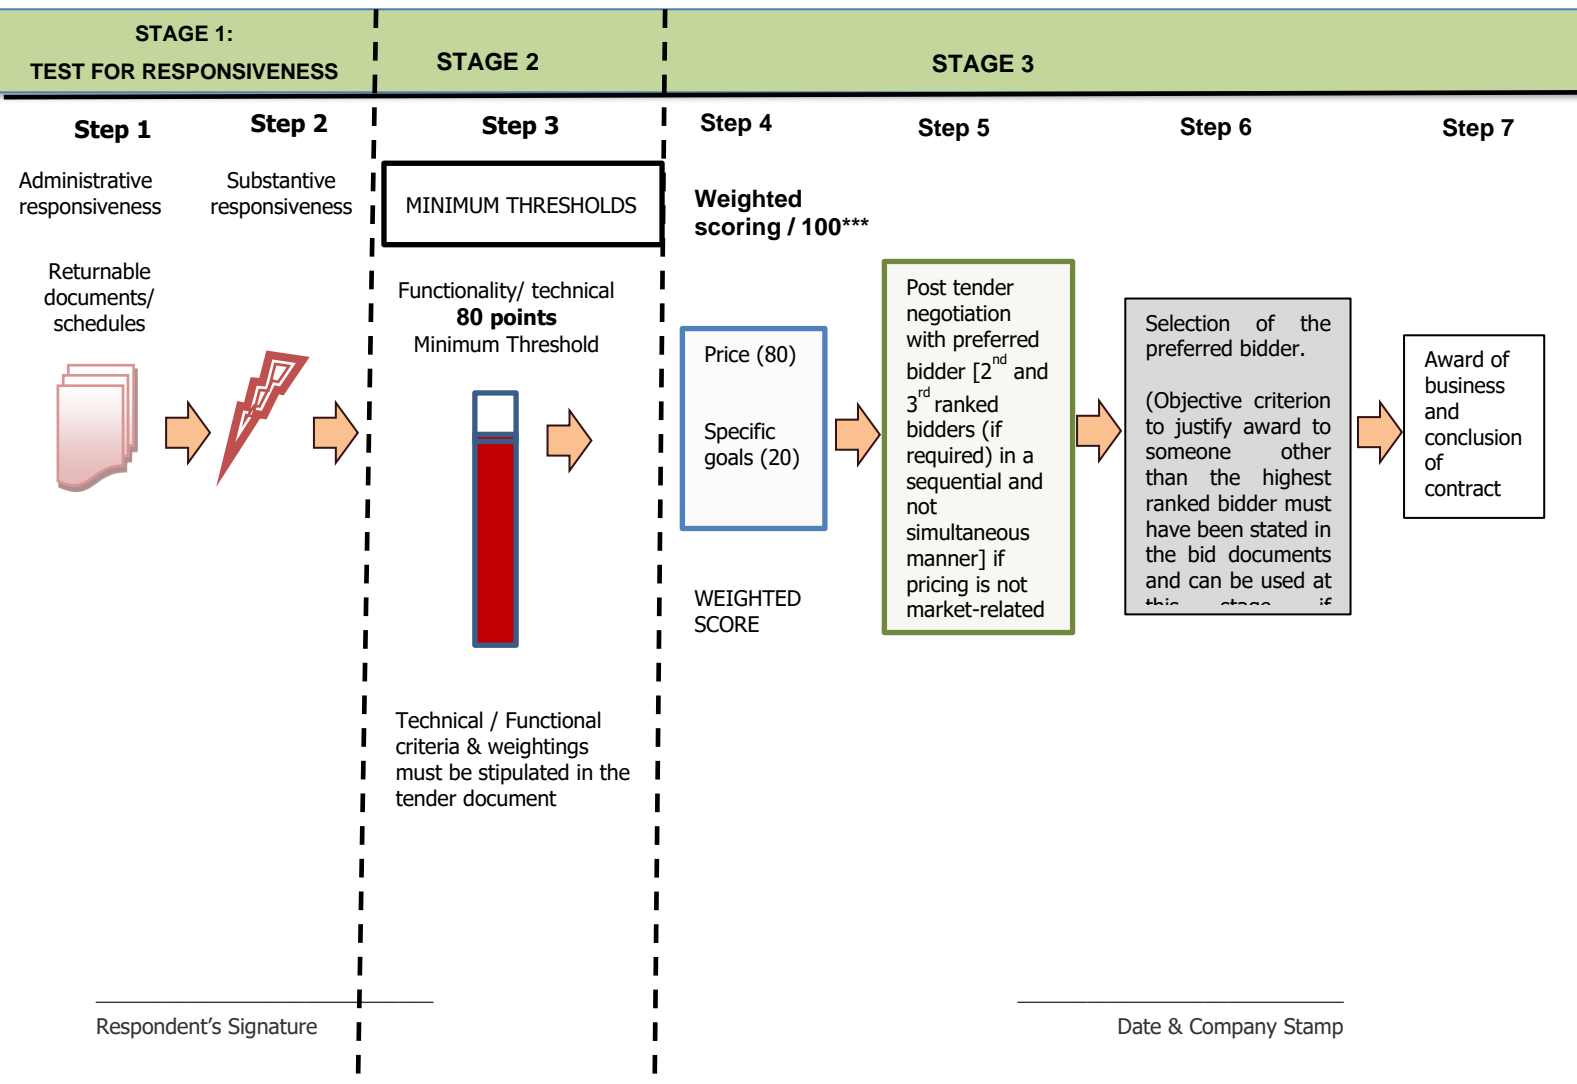 STAGE 1:
TEST FOR RESPONSIVENESS
STAGE 2
STAGE 3
Step 1
Step 2
Step 3
Step 4
Step 5
Step 6
Step 7
Administrative
responsiveness
Substantive
responsiveness
MINIMUM THRESHOLDS
Weighted
scoring / 100***
Returnable
documents/
schedules
Functionality/ technical
80 points
Minimum Threshold
Price (80)
Specific
goals (20)
WEIGHTED
SCORE
Post tender
negotiation
with preferred
bidder [2nd and
3rd ranked
bidders (if
required) in a
sequential and
not
simultaneous
manner] if
pricing is not
market-related
Selection of the
preferred bidder.
(Objective criterion
to justify award to
someone other
than the highest
ranked bidder must
have been stated in
the bid documents
and can be used at
this stage if
Award of
business
and
conclusion
of
contract
Technical / Functional
criteria & weightings
must be stipulated in the
tender document
Respondent's Signature
Date & Company Stamp